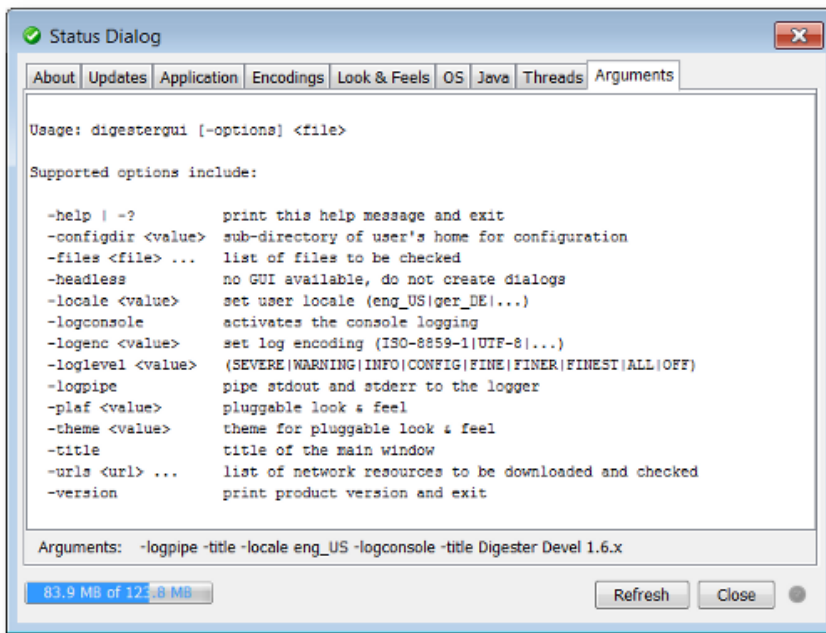 Status Dialog
About Updates Application Encodings Look & Feels OS Java Threads Arguments
Usage: digestergui [-options] <file>
Supported options include:
-help | -? print this help message and exit
-configdir <value> sub-directory of user's home for configuration
-files <file> ... list of files to be checked
-headless no GUI available, do not create dialogs
-locale <value> set user locale (eng_US|ger_DE|...)
-logconsole activates the console logging
-logenc <value> set log encoding (ISO-8859-1|UTF-8|...)
-loglevel <value> (SEVERE|WARNING|INFO|CONFIG|FINE|FINER|FINEST|ALL|OFF)
-logpipe pipe stdout and stderr to the logger
-plaf <value> pluggable look & feel
-theme <value> theme for pluggable look & feel
-title title of the main window
-urls <url> ... list of network resources to be downloaded and checked
-version print product version and exit
Arguments: -logpipe -title -locale eng_US -logconsole -title Digester Devel 1.6.x
83.9 MB of 123.8 MB Refresh Close